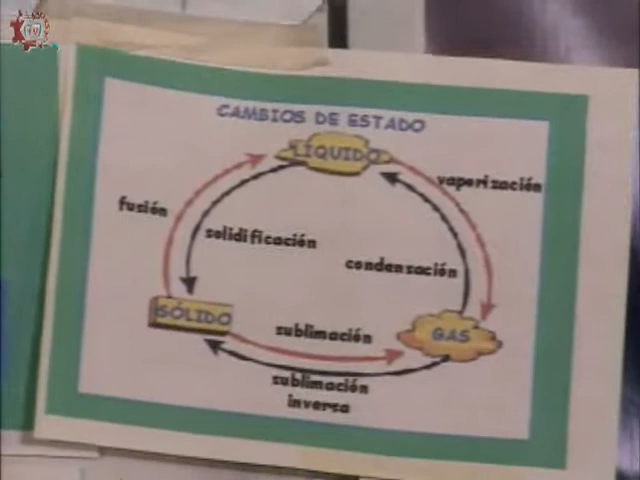 CAMBIOS DE ESTADO
LÍQUIDO
vaporización
fusión
solidificación
condensación
SÓLIDO
sublimación
GAS
sublimación
inversa